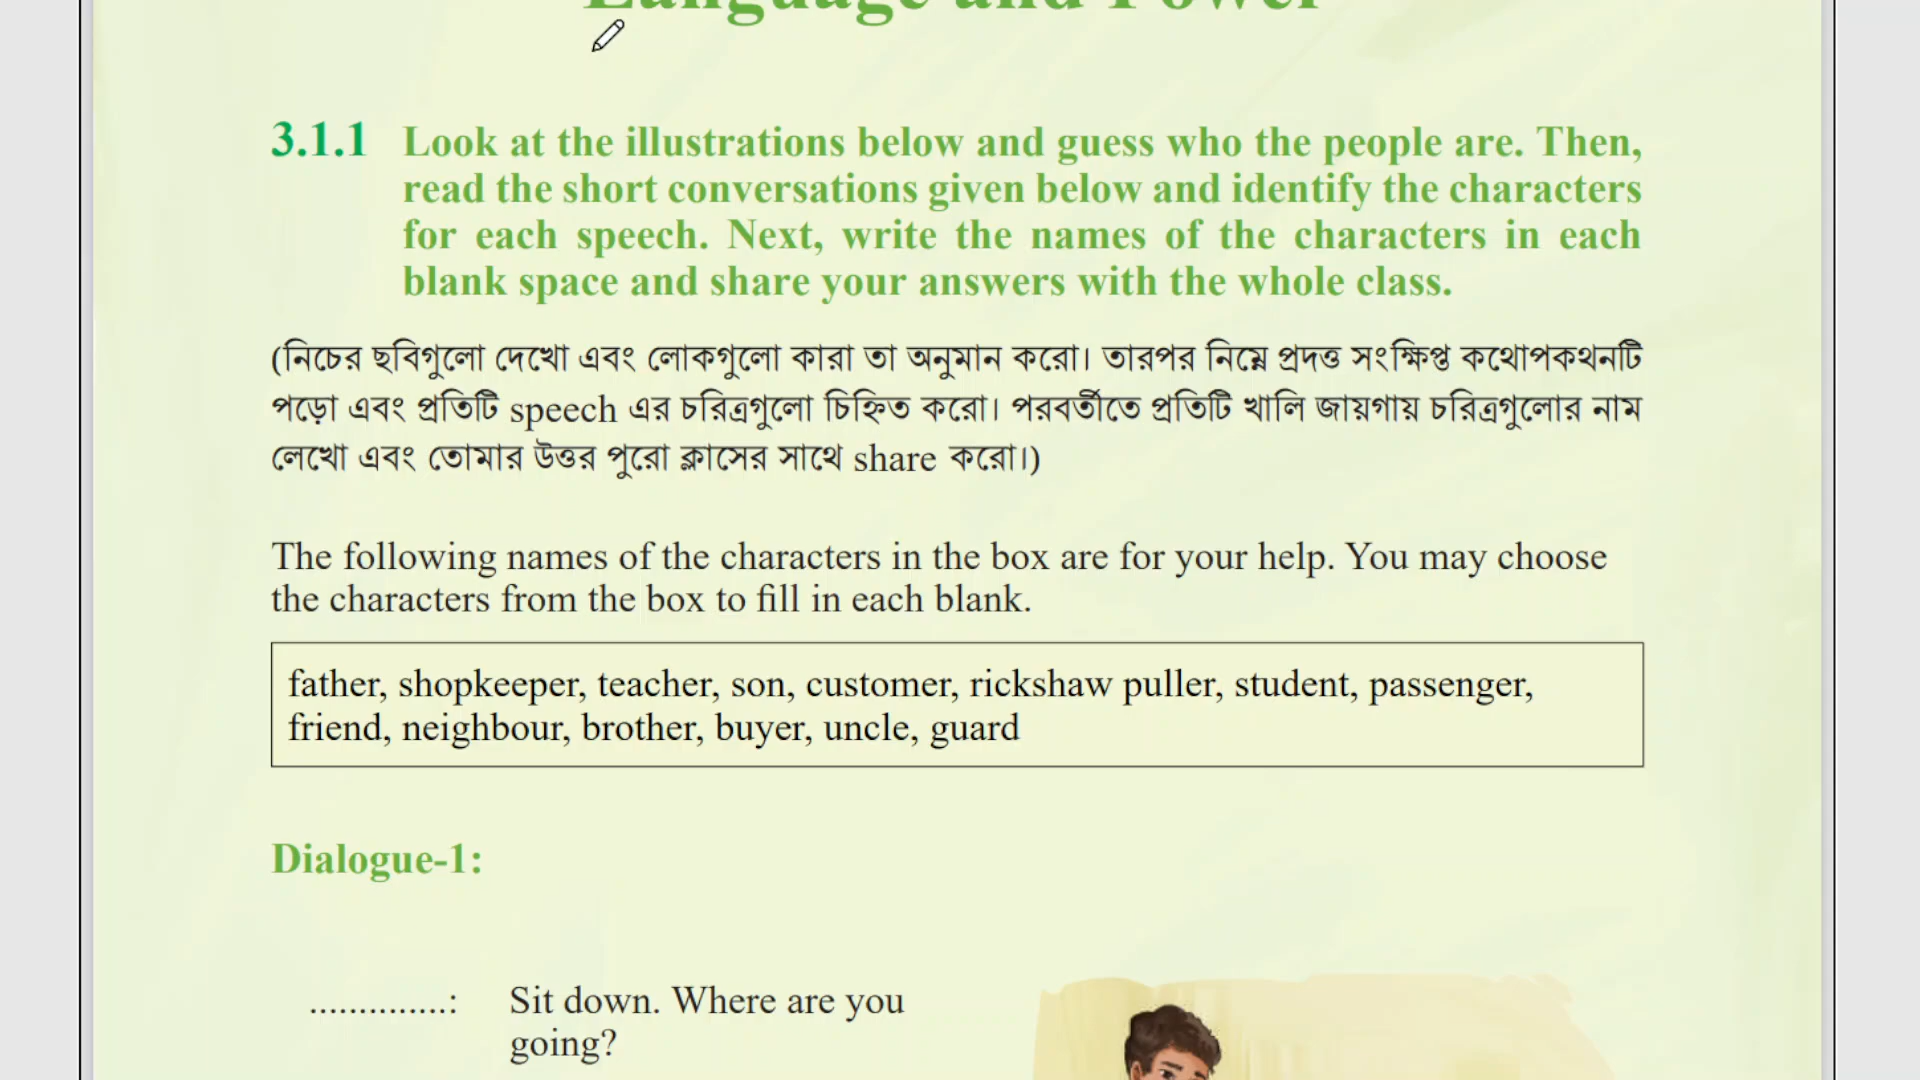 Language and Power
3.1.1 Look at the illustrations below and guess who the people are. Then,
read the short conversations given below and identify the characters
for each speech. Next, write the names of the characters in each
blank space and share your answers with the whole class.
(নিচের ছবিগুলো দেখো এবং লোকগুলো কারা তা অনুমান করো। তারপর নিম্নে প্রদত্ত সংক্ষিপ্ত কথোপকথনটি
পড়ো এবং প্রতিটি speech এর চরিত্রগুলো চিহ্নিত করো। পরবর্তীতে প্রতিটি খালি জায়গায় চরিত্রগুলোর নাম
লেখো এবং তোমার উত্তর পুরো ক্লাসের সাথে share করো।)
The following names of the characters in the box are for your help. You may choose
the characters from the box to fill in each blank.
father, shopkeeper, teacher, son, customer, rickshaw puller, student, passenger,
friend, neighbour, brother, buyer, uncle, guard
Dialogue-1:
..............: Sit down. Where are you
going?